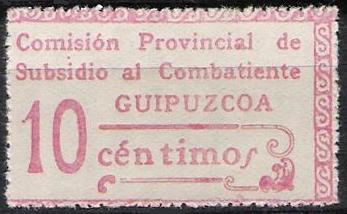 Comisión Provincial de
Subsidio al Combatiente
GUIPUZCOA
10 céntimos